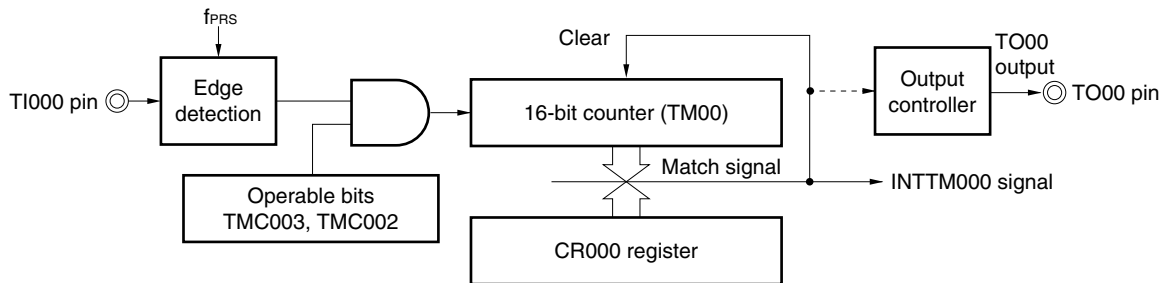 fPRS
TI000 pin
Edge
detection
Operable bits
TMC003, TMC002
Clear
16-bit counter (TM00)
Match signal
CR000 register
INTTM000 signal
Output
controller
TO00
output
TO00 pin